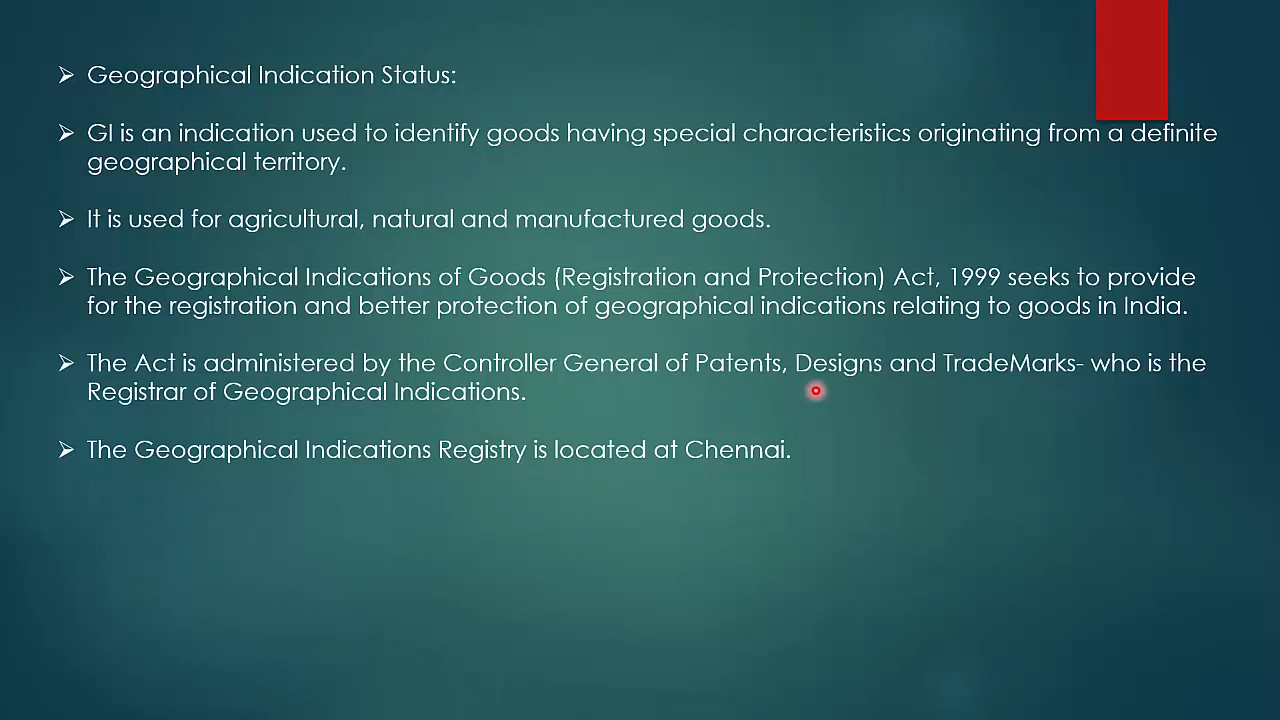 ➢ Geographical Indication Status:
➢ GI is an indication used to identify goods having special characteristics originating from a definite
geographical territory.
➢ It is used for agricultural, natural and manufactured goods.
➢ The Geographical Indications of Goods (Registration and Protection) Act, 1999 seeks to provide
for the registration and better protection of geographical indications relating to goods in India.
➢ The Act is administered by the Controller General of Patents, Designs and TradeMarks- who is the
Registrar of Geographical Indications.
➢ The Geographical Indications Registry is located at Chennai.